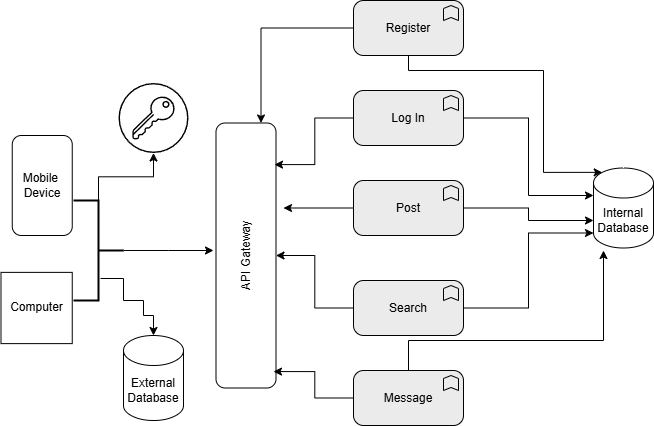 Register
Log In
Mobile
Device
Post
Internal
Database
API Gateway
Computer
Search
External
Database
Message